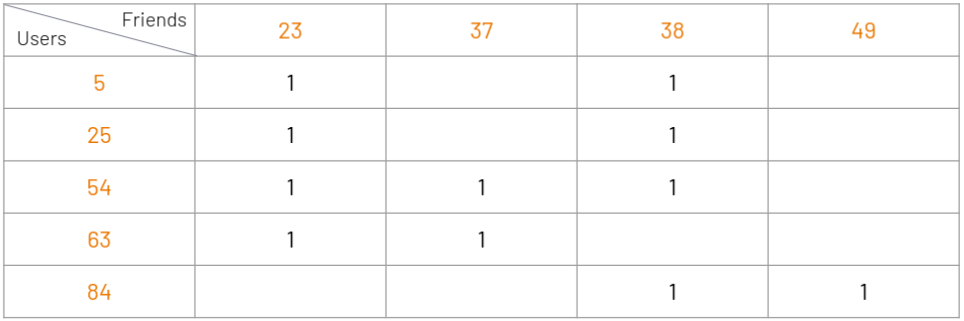 Friends
Users
23 37 38 49
5 1 1
25 1 1
54 1 1 1
63 1 1
84 1 1